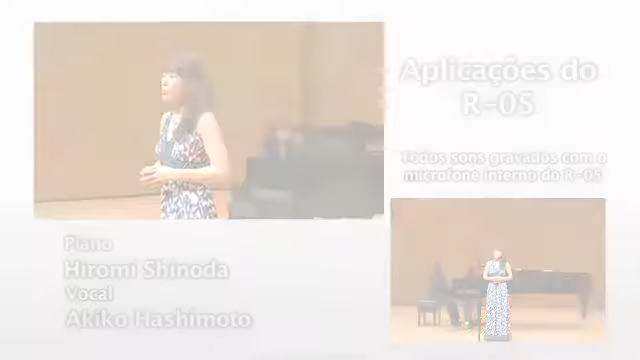 Aplicações do
R-05
Todos sons gravados com o
microfone interno do R-05
Piano
Hiromi Shinoda
Vocal
Akiko Hashimoto